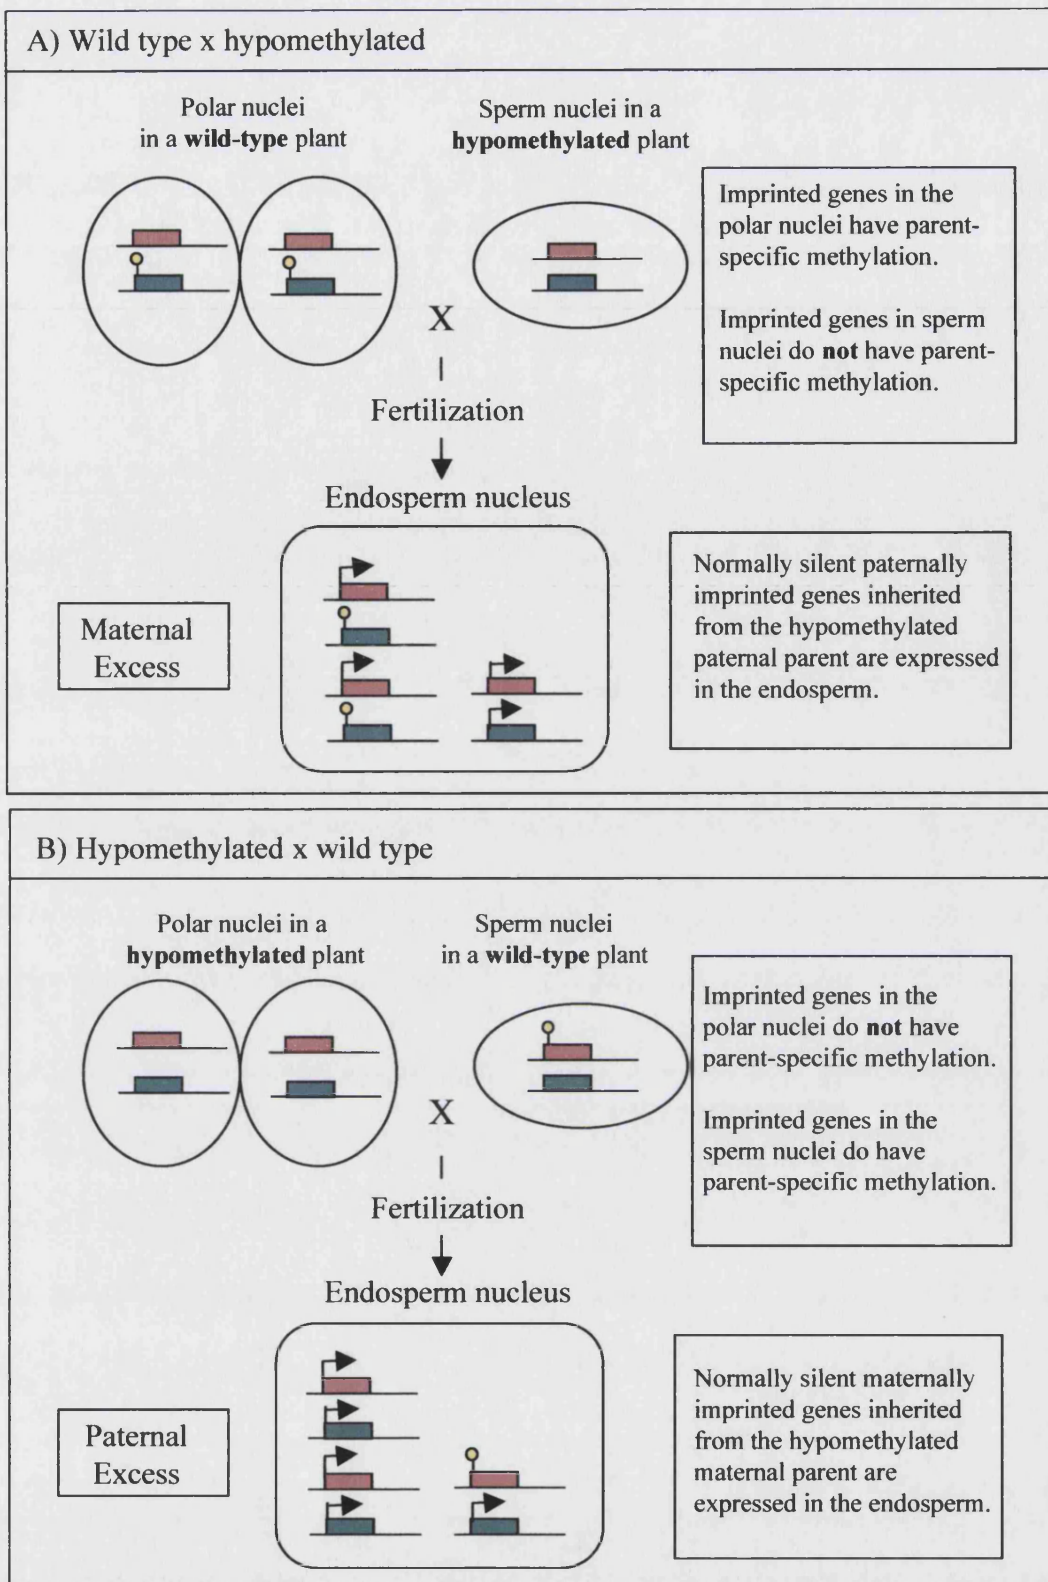 A) Wild type x hypomethylated
Polar nuclei
in a wild-type plant
Sperm nuclei in a
hypomethylated plant
Imprinted genes in the
polar nuclei have parent-
specific methylation.
Imprinted genes in sperm
nuclei do not have parent-
specific methylation.
X
Fertilization
Endosperm nucleus
Maternal
Excess
Normally silent paternally
imprinted genes inherited
from the hypomethylated
paternal parent are expressed
in the endosperm.
B) Hypomethylated x wild type
Polar nuclei in a
hypomethylated plant
Sperm nuclei
in a wild-type plant
Imprinted genes in the
polar nuclei do not have
parent-specific methylation.
Imprinted genes in the
sperm nuclei do have
parent-specific methylation.
X
Fertilization
Endosperm nucleus
Paternal
Excess
Normally silent maternally
imprinted genes inherited
from the hypomethylated
maternal parent are
expressed in the endosperm.